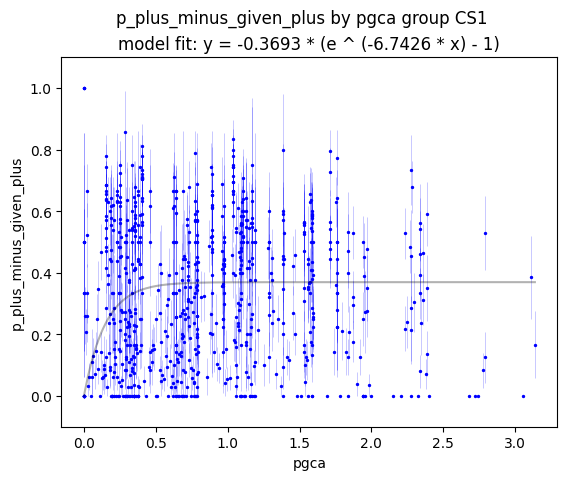 p_plus_minus_given_plus by pgca group CS1
model fit: y = -0.3693 * (e ^ (-6.7426 * x) - 1)
p_plus_minus_given_plus
1.0
0.8
0.6
0.4
0.2
0.0
0.0 0.5 1.0 1.5 2.0 2.5 3.0
pgca